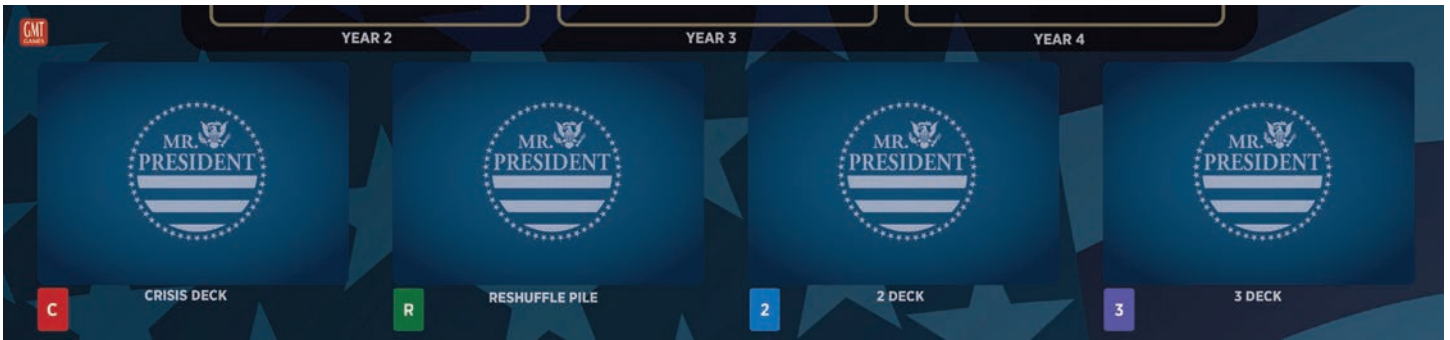 GMT
GAMES
YEAR 2
YEAR 3
YEAR 4
MR.
PRESIDENT
MR.
PRESIDENT
MR.
PRESIDENT
MR.
PRESIDENT
C
CRISIS DECK
R
RESHUFFLE PILE
2
2 DECK
3
3 DECK